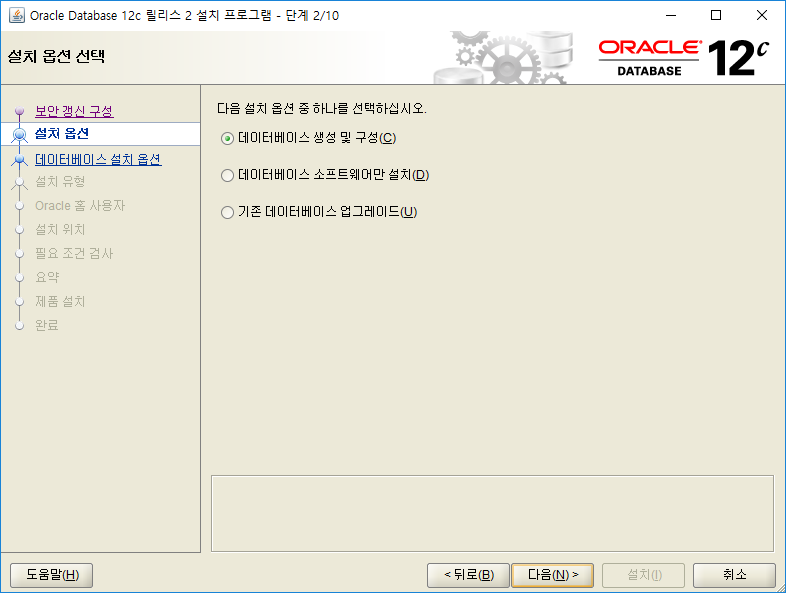 Oracle Database 12c 릴리스 2 설치 프로그램 - 단계 2/10
설치 옵션 선택
ORACLE®
DATABASE
12c
보안 갱신 구성
설치 옵션
데이터베이스 설치 옵션
설치 유형
Oracle 홈 사용자
설치 위치
필요 조건 검사
요약
제품 설치
완료
다음 설치 옵션 중 하나를 선택하십시오.
데이터베이스 생성 및 구성(C)
데이터베이스 소프트웨어만 설치(D)
기존 데이터베이스 업그레이드(U)
도움말(H)
< 뒤로(B)
다음(N) >
설치(I)
취소